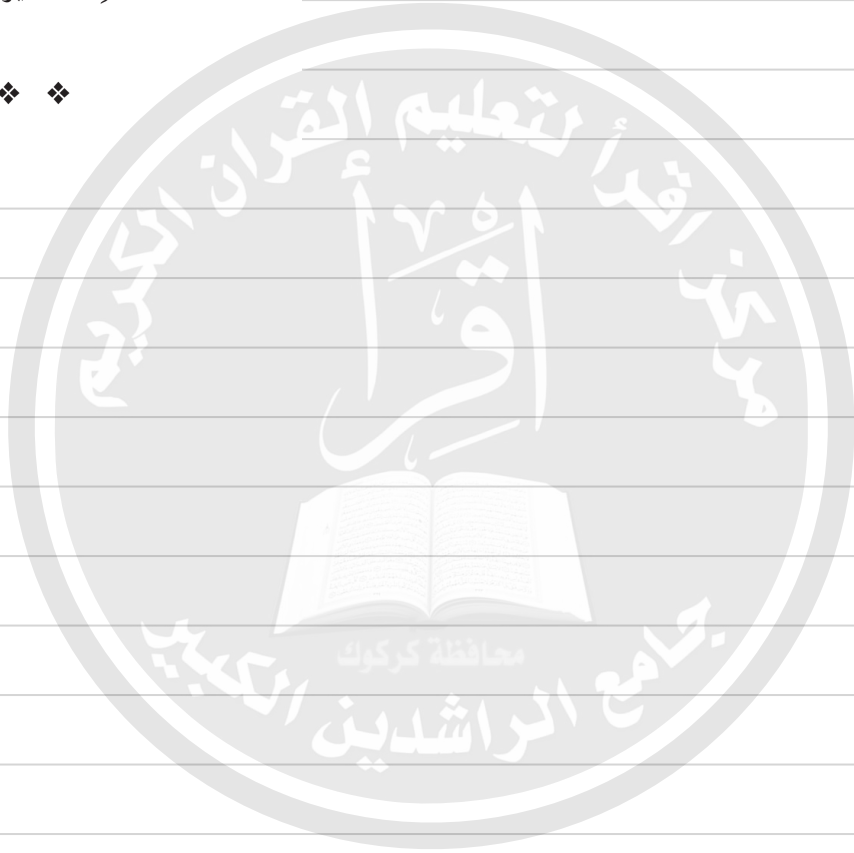 ❖ ❖
مركز اقرأ لتعليم القرآن الكريم
اقرأ
محافظة كركوك
جامع الراشدين الكبير